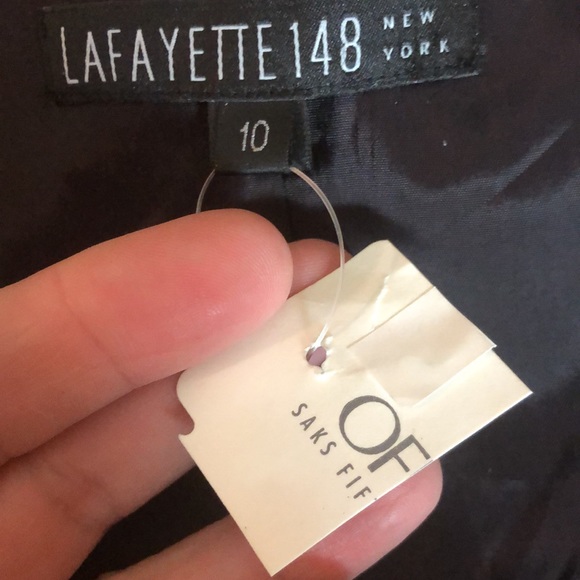 LAFAYETTE 148 NEW YORK
10
OF
SAKS FIF